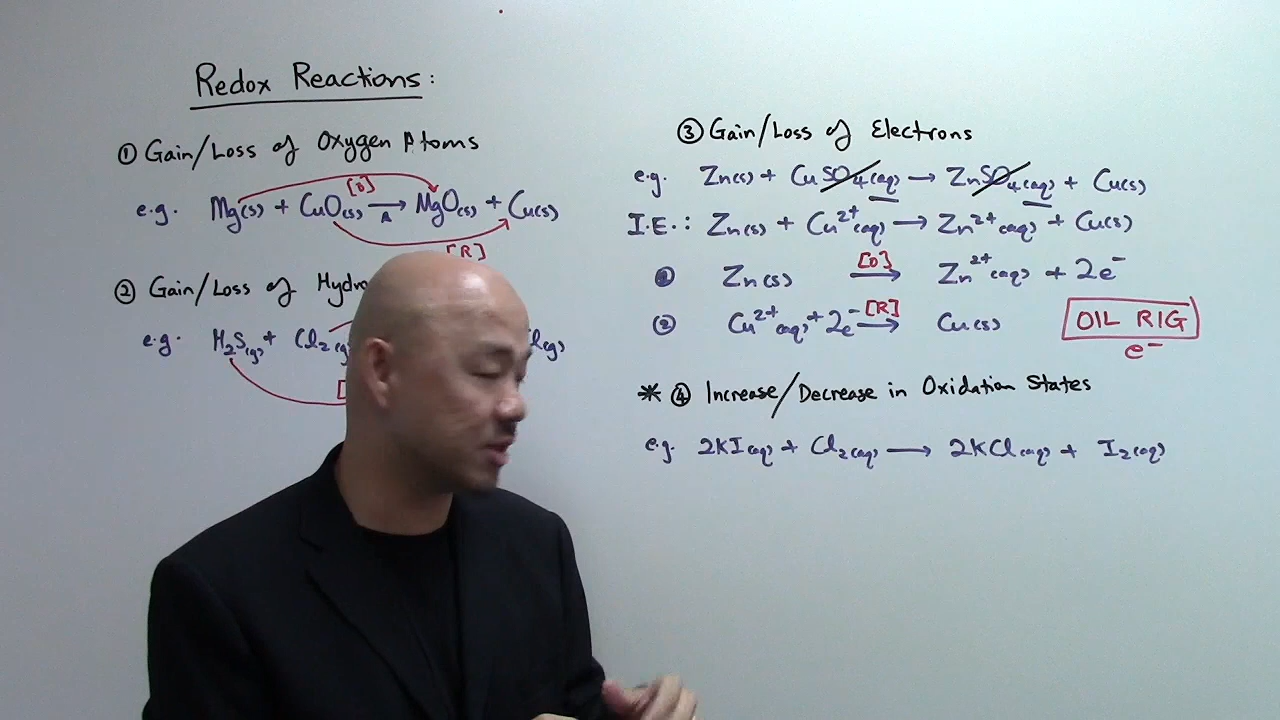 Redox Reactions:
① Gain/Loss of Oxygen Atoms
[O]
e.g. Mg(s) + CuO(s) →Δ MgO(s) + Cu(s)
[R]
② Gain/Loss of
e.g. H₂S(g) + Cl₂(g)
③ Gain/Loss of Electrons
e.g. Zn(s) + CuSO₄(aq) → ZnSO₄(aq) + Cu(s)
I.E.: Zn(s) + Cu²⁺(aq) → Zn²⁺(aq) + Cu(s)
① Zn(s) [O]→ Zn²⁺(aq) + 2e⁻
② Cu²⁺(aq) + 2e⁻ [R]→ Cu(s)
OIL RIG
e⁻
* ④ Increase/Decrease in Oxidation States
e.g. 2KI(aq) + Cl₂(aq) → 2KCl(aq) + I₂(aq)